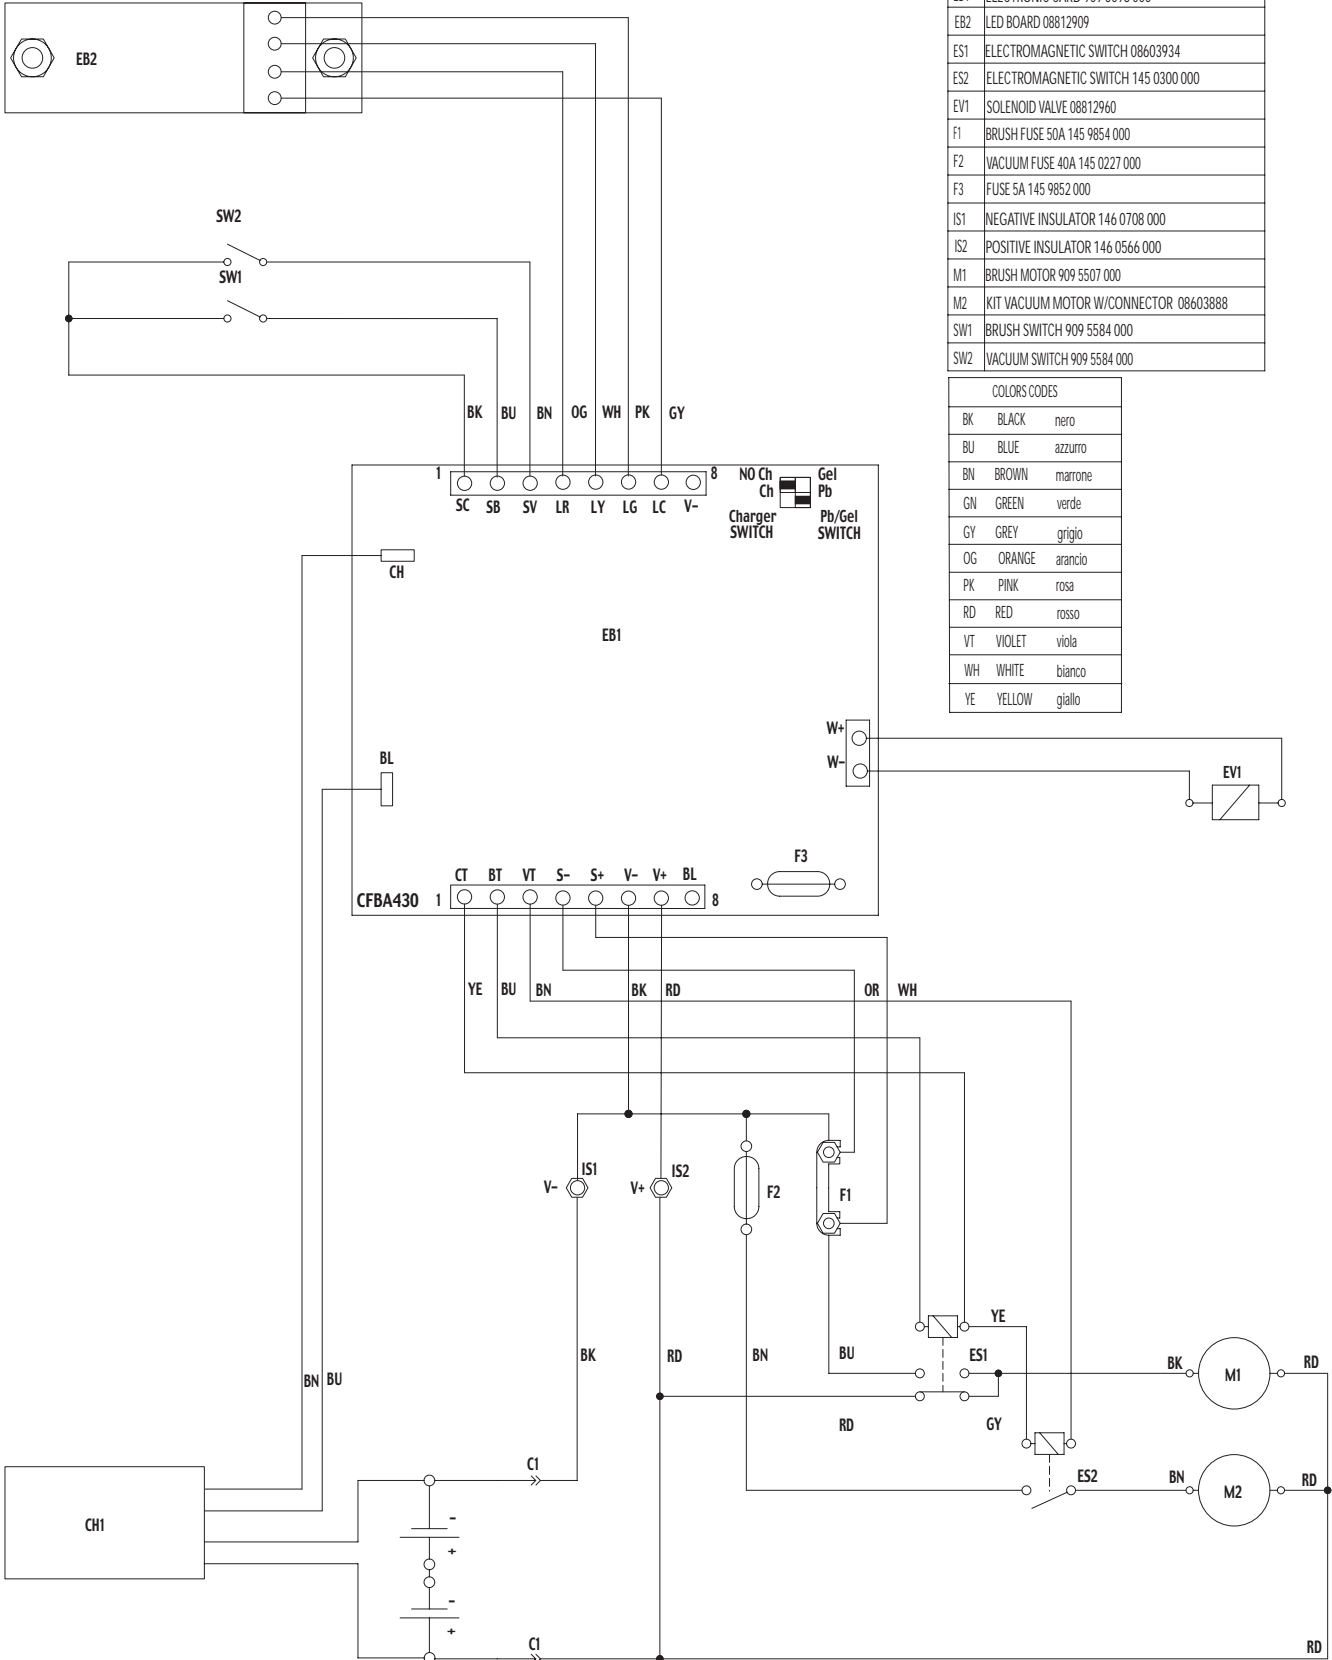 EB2
EB2 LED BOARD 08812909
ES1 ELECTROMAGNETIC SWITCH 08603934
ES2 ELECTROMAGNETIC SWITCH 145 0300 000
EV1 SOLENOID VALVE 08812960
F1 BRUSH FUSE 50A 145 9854 000
F2 VACUUM FUSE 40A 145 0227 000
F3 FUSE 5A 145 9852 000
IS1 NEGATIVE INSULATOR 146 0708 000
IS2 POSITIVE INSULATOR 146 0566 000
M1 BRUSH MOTOR 909 5507 000
M2 KIT VACUUM MOTOR W/CONNECTOR 08603888
SW1 BRUSH SWITCH 909 5584 000
SW2 VACUUM SWITCH 909 5584 000
COLORS CODES
BK BLACK nero
BU BLUE azzurro
BN BROWN marrone
GN GREEN verde
GY GREY grigio
OG ORANGE arancio
PK PINK rosa
RD RED rosso
VT VIOLET viola
WH WHITE bianco
YE YELLOW giallo
SW2
SW1
BK BU BN OG WH PK GY
1 8
SC SB SV LR LY LG LC V-
NO Ch Gel
Ch Pb
Charger Pb/Gel
SWITCH SWITCH
CH
EB1
W+
W-
BL
EV1
F3
CT BT VT S- S+ V- V+ BL
CFBA430 1 8
YE BU BN BK RD OR WH
IS1 IS2
V- V+ F2 F1
YE
BK RD BN BU ES1 BK M1 RD
BN BU
RD GY
C1 ES2 BN M2 RD
CH1
-
+
-
+
C1 RD